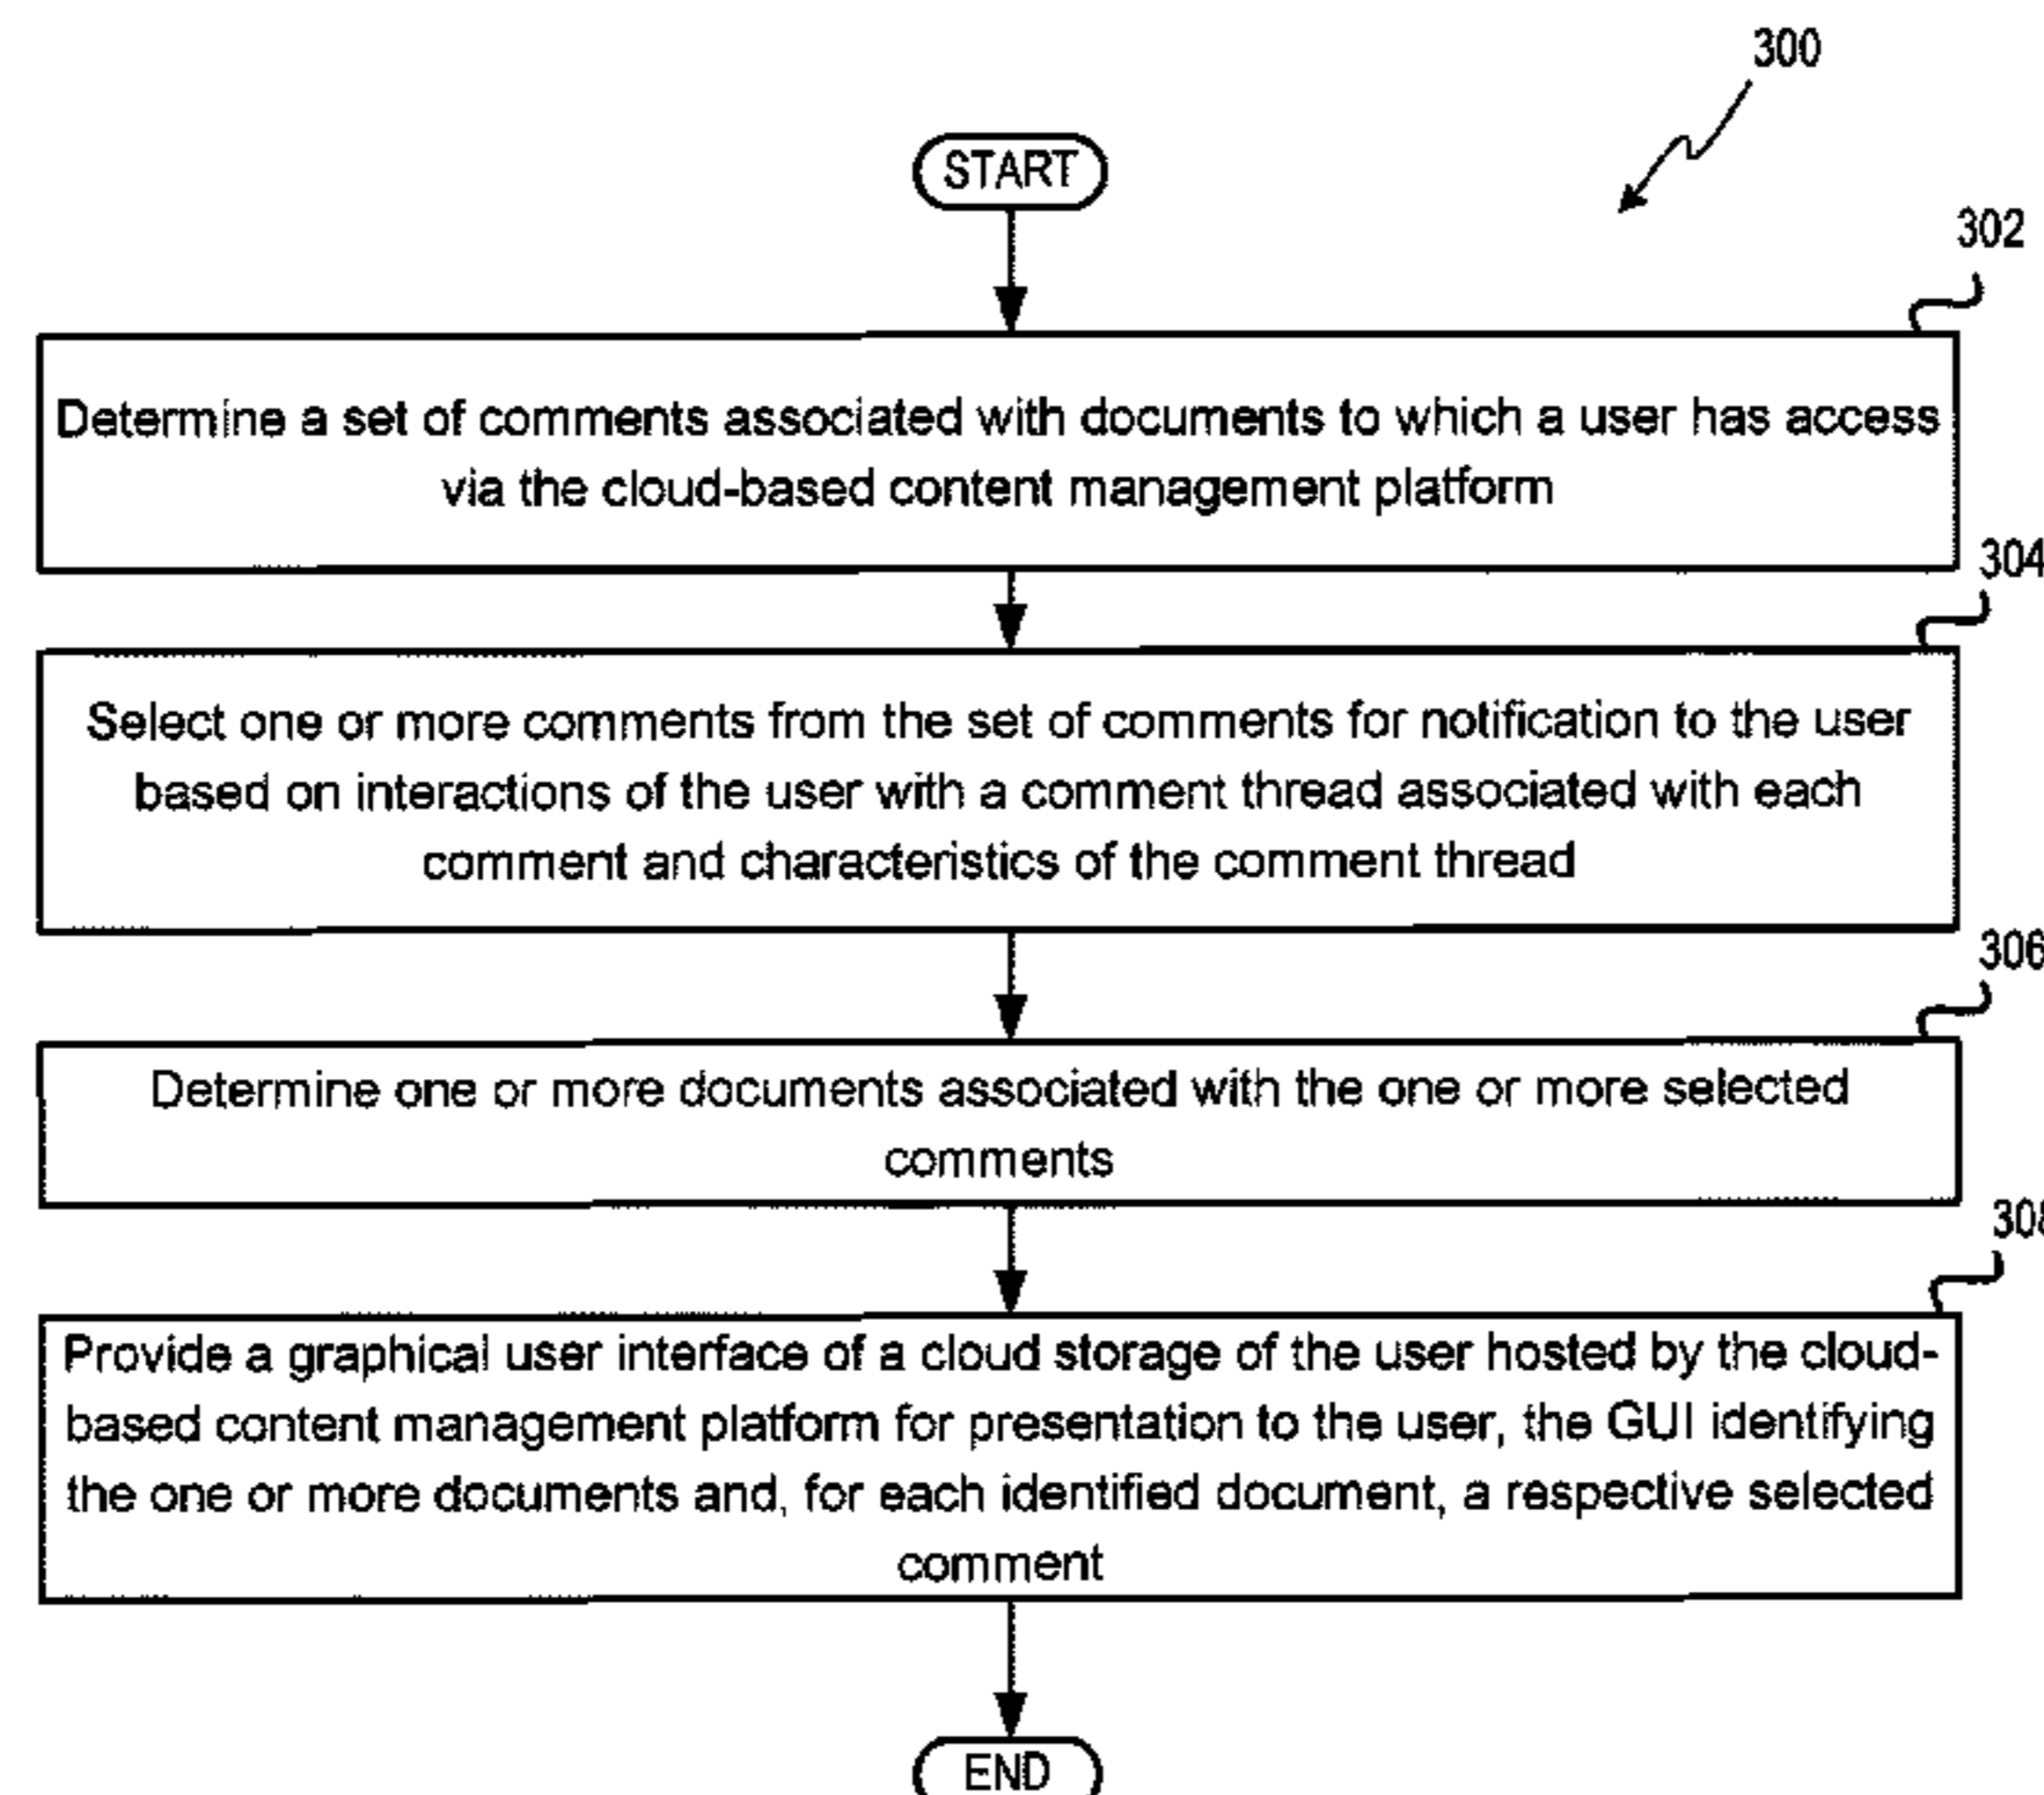 300
START
302
Determine a set of comments associated with documents to which a user has access
via the cloud-based content management platform
304
Select one or more comments from the set of comments for notification to the user
based on interactions of the user with a comment thread associated with each
comment and characteristics of the comment thread
306
Determine one or more documents associated with the one or more selected
comments
308
Provide a graphical user interface of a cloud storage of the user hosted by the cloud-
based content management platform for presentation to the user, the GUI identifying
the one or more documents and, for each identified document, a respective selected
comment
END